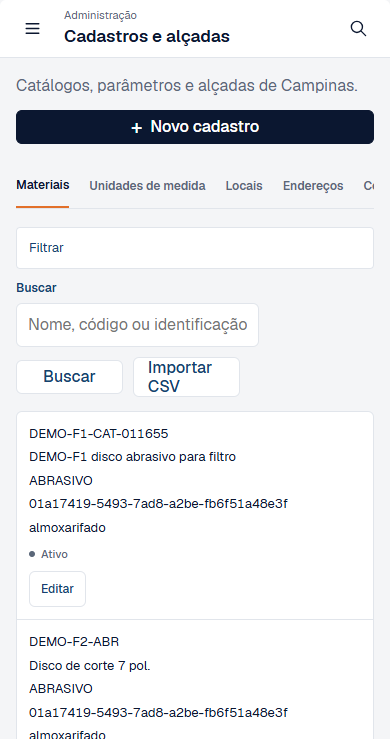 Administração
Cadastros e alçadas
Catálogos, parâmetros e alçadas de Campinas.
+ Novo cadastro
Materiais Unidades de medida Locais Endereços
Filtrar
Buscar
Nome, código ou identificação
Buscar
Importar
CSV
DEMO-F1-CAT-011655
DEMO-F1 disco abrasivo para filtro
ABRASIVO
01a17419-5493-7ad8-a2be-fb6f51a48e3f
almoxarifado
Ativo
Editar
DEMO-F2-ABR
Disco de corte 7 pol.
ABRASIVO
01a17419-5493-7ad8-a2be-fb6f51a48e3f
almoxarifado